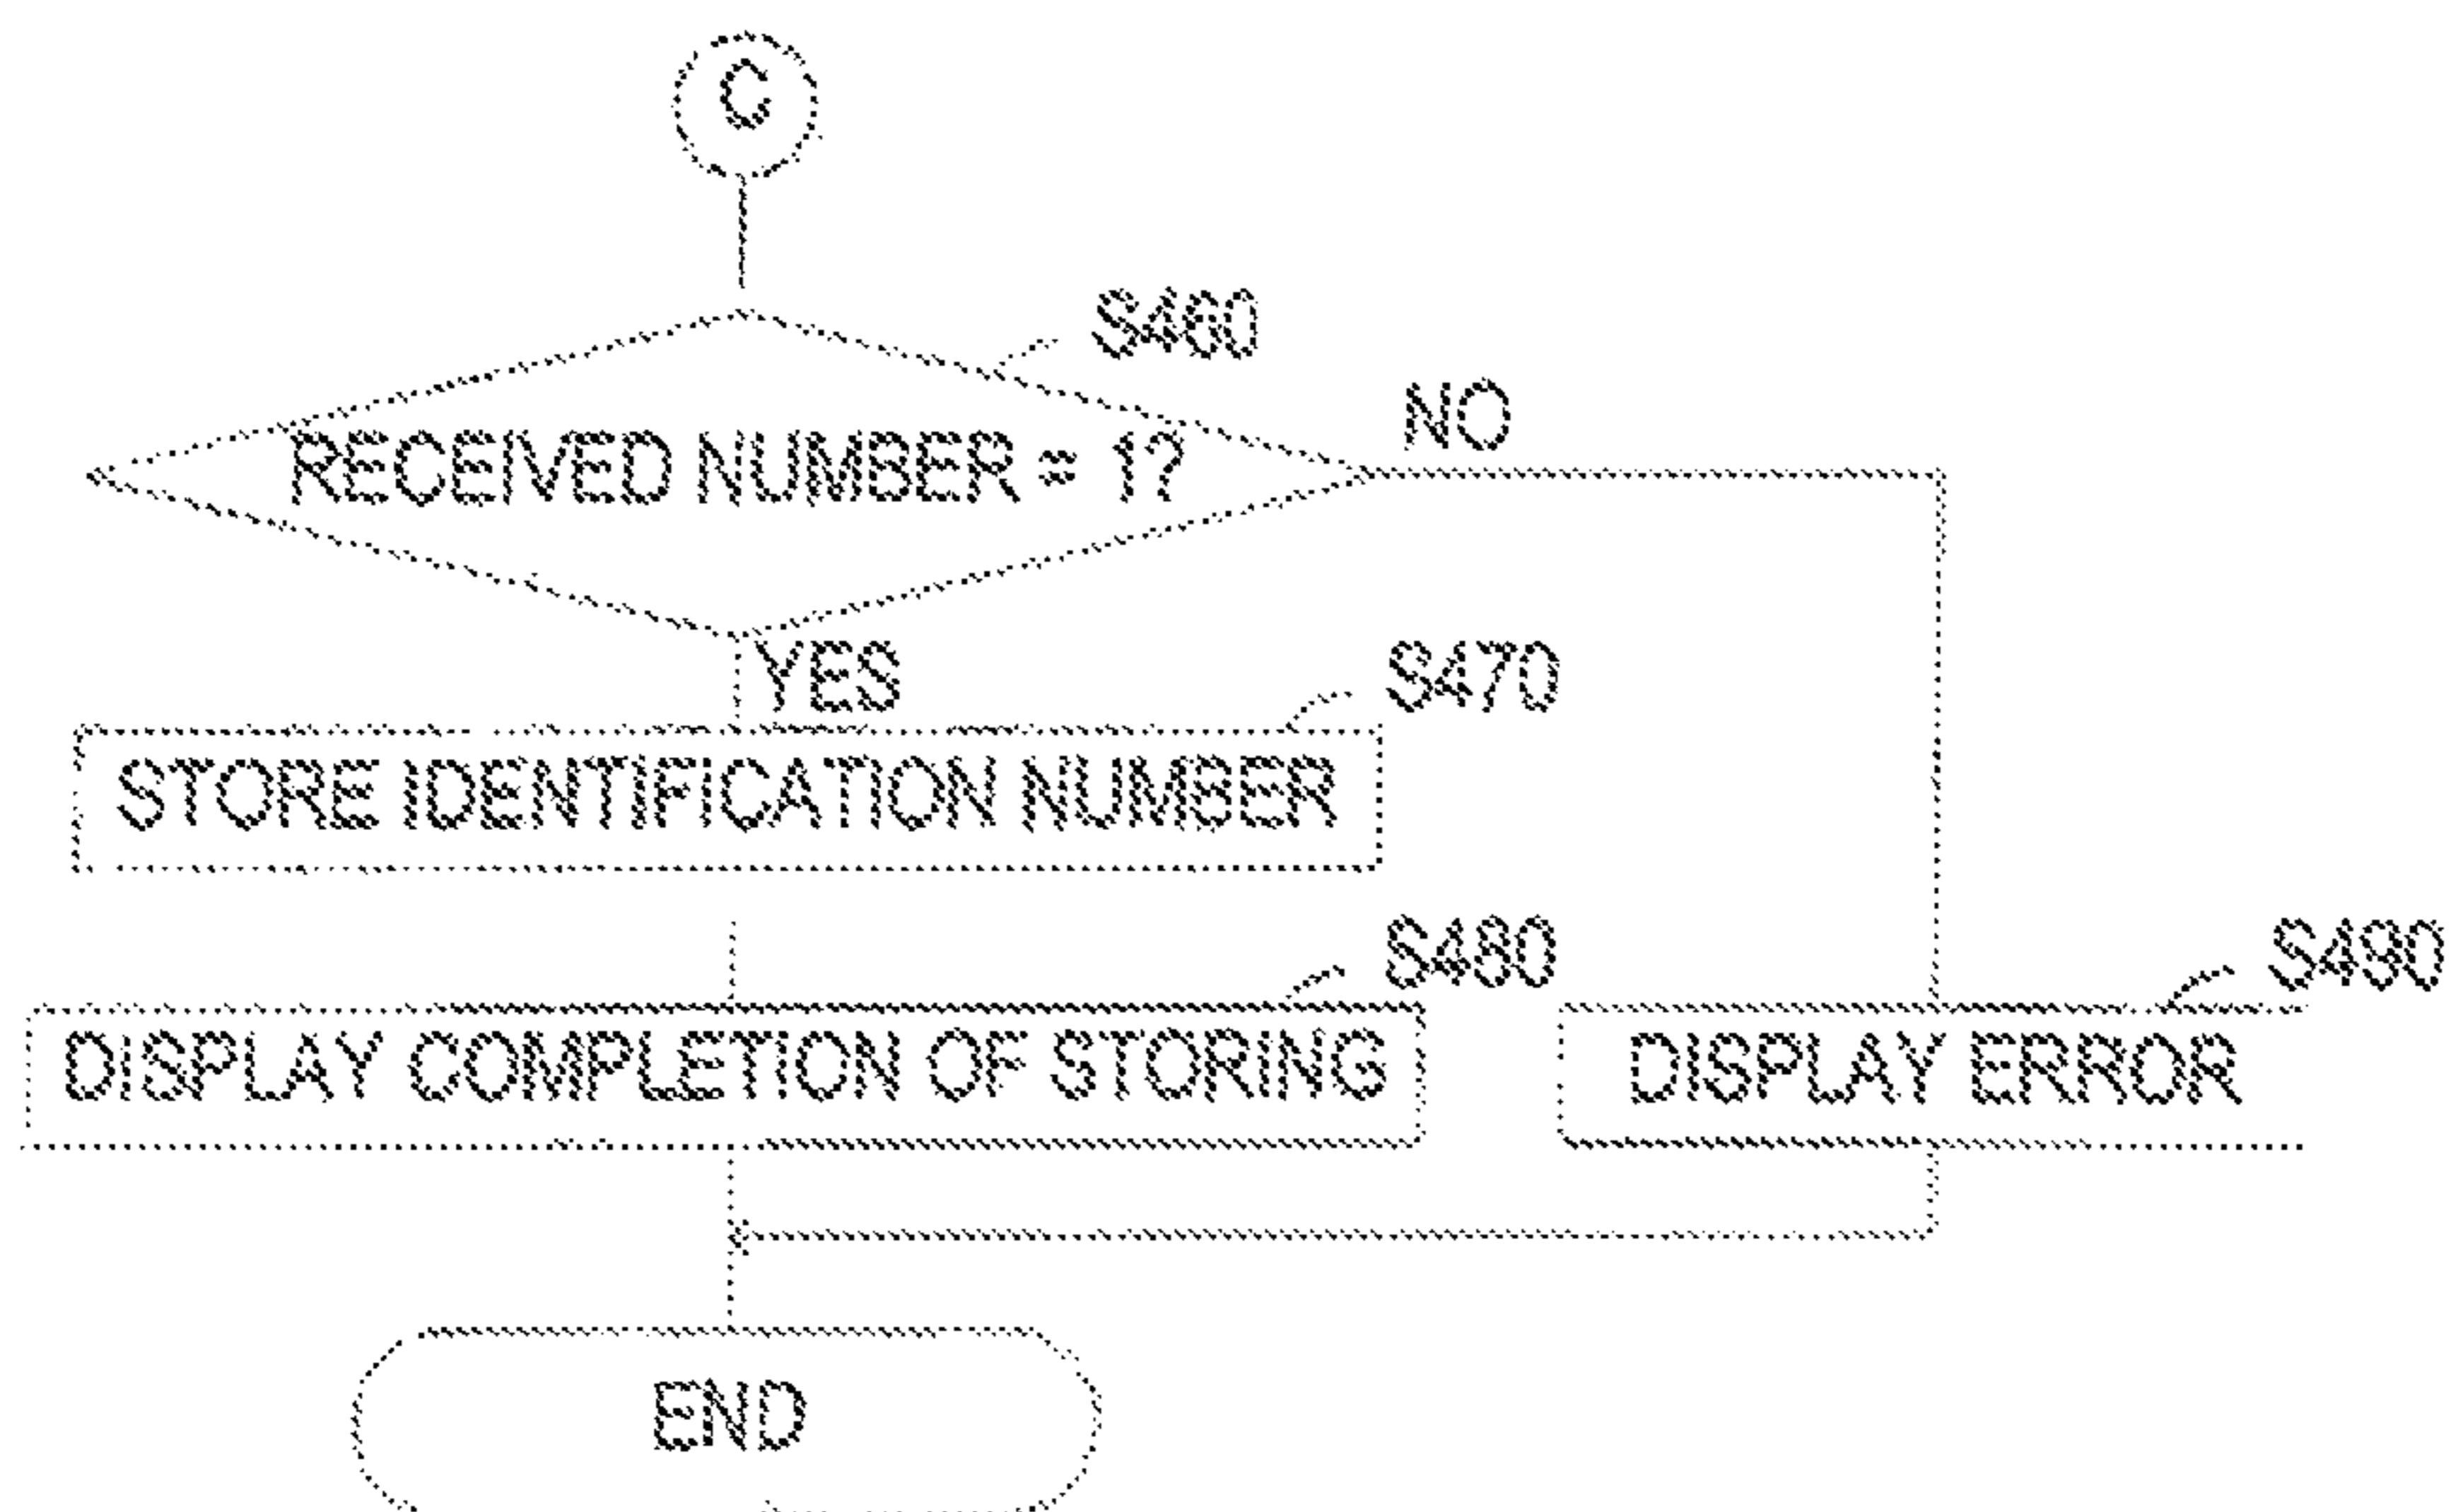 C
S460
NO
RECEIVED NUMBER = 1?
YES
S470
STORE IDENTIFICATION NUMBER
S480
S490
DISPLAY COMPLETION OF STORING
DISPLAY ERROR
END